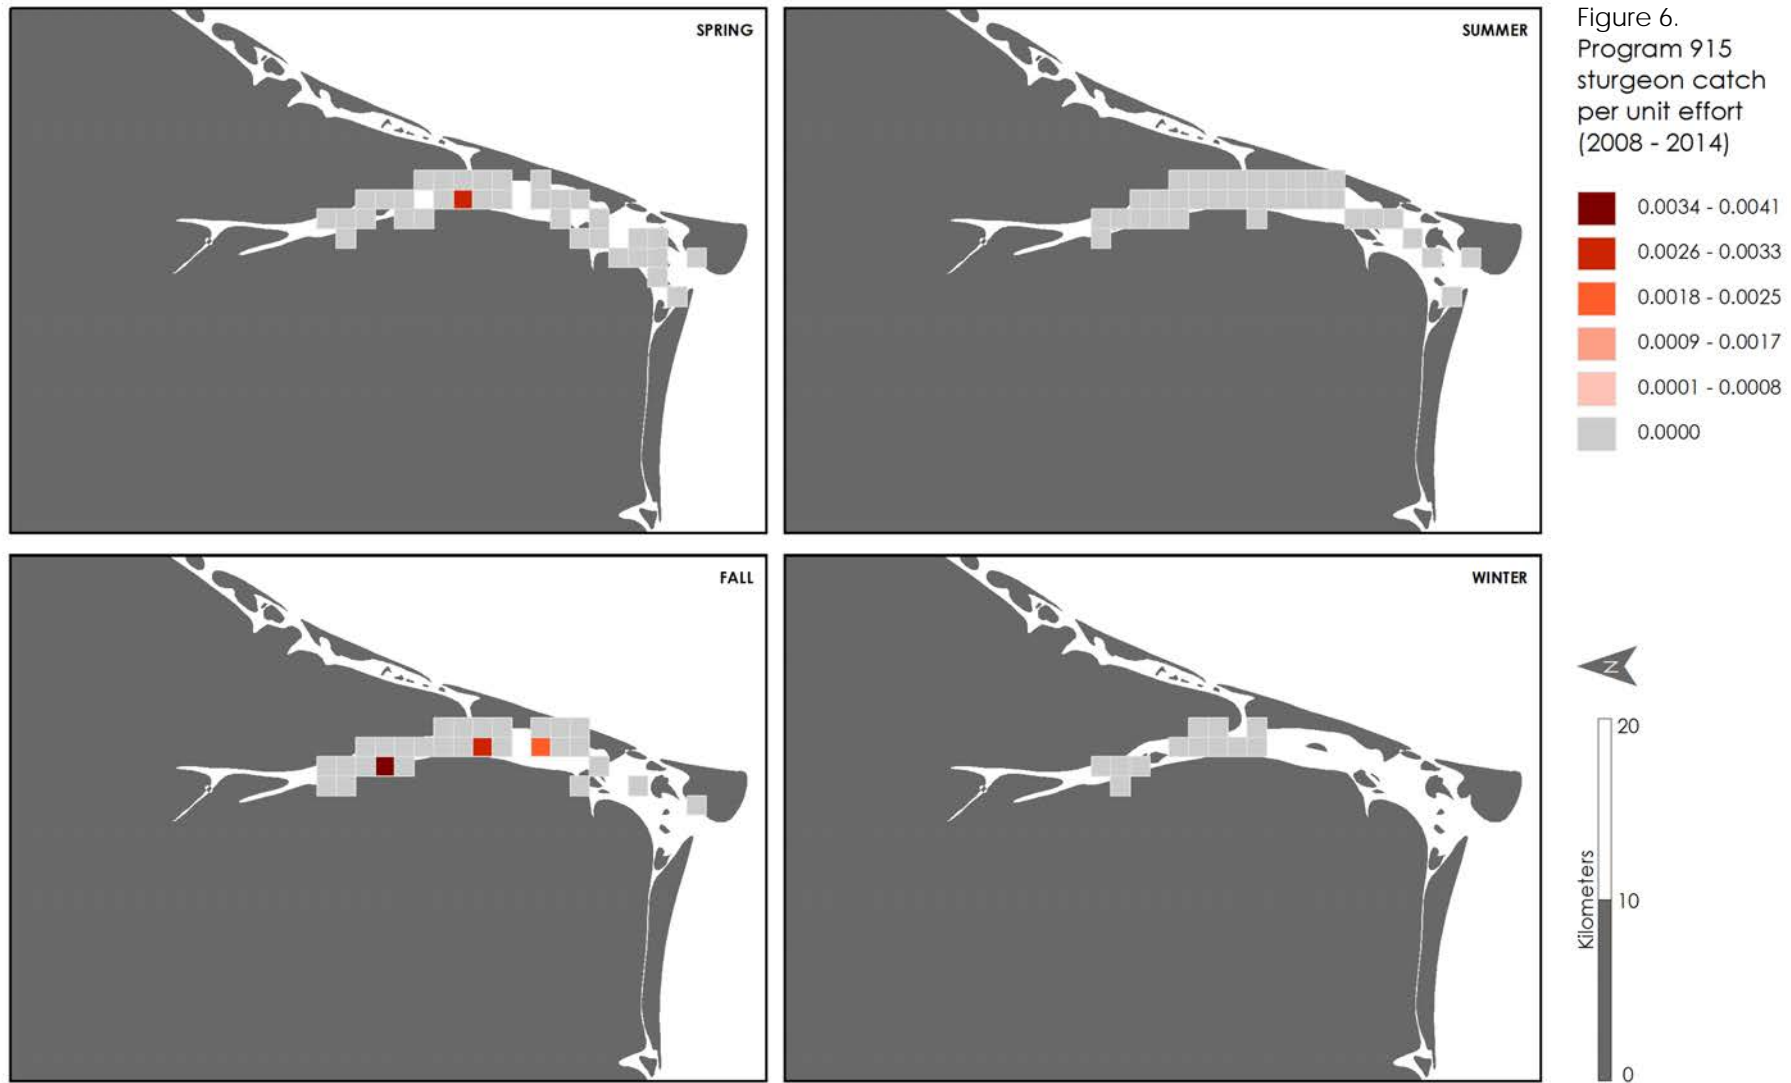 SPRING
SUMMER
FALL
WINTER
Figure 6.
Program 915
sturgeon catch
per unit effort
(2008 - 2014)
0.0034 - 0.0041
0.0026 - 0.0033
0.0018 - 0.0025
0.0009 - 0.0017
0.0001 - 0.0008
0.0000
N
20
10
0
Kilometers